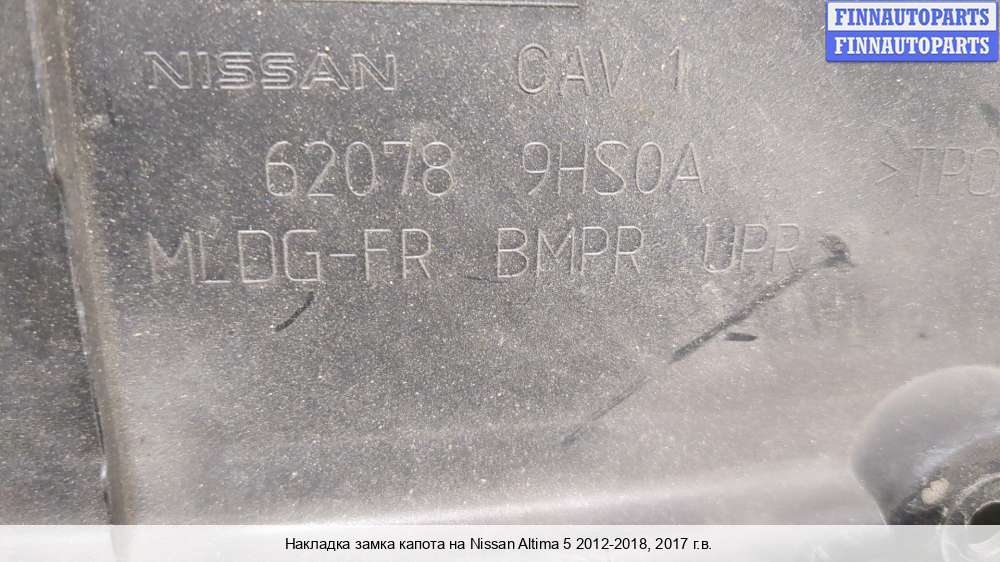 FINNAUTOPARTS
FINNAUTOPARTS
NISSAN CAV 1
62078 9HS0A
>TPO
MLDG-FR BMPR UPR
Накладка замка капота на Nissan Altima 5 2012-2018, 2017 г.в.